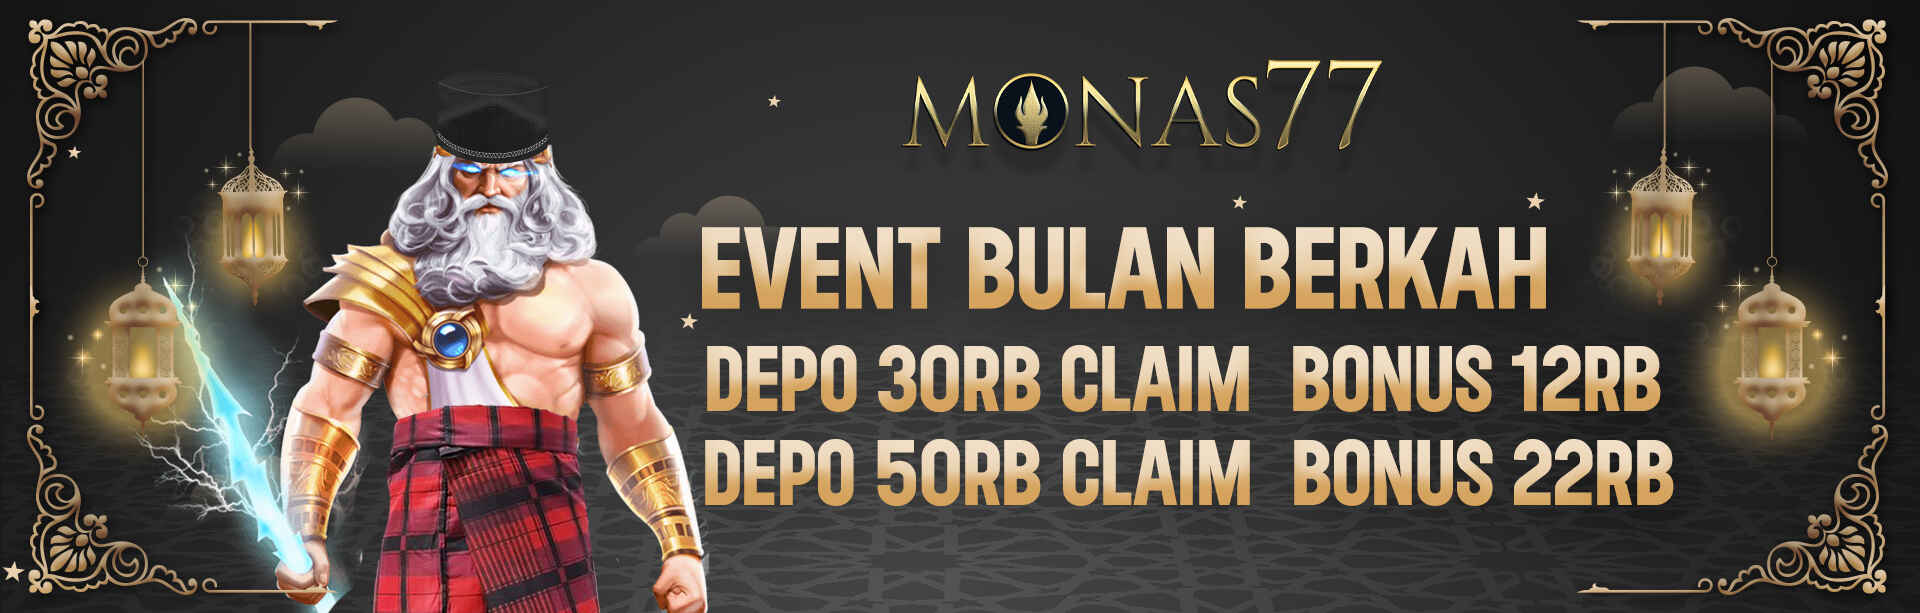 MONAS77
EVENT BULAN BERKAH
DEPO 30RB CLAIM BONUS 12RB
DEPO 50RB CLAIM BONUS 22RB